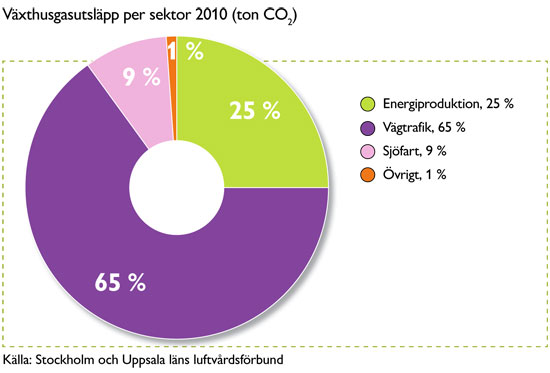 Växthusgasutsläpp per sektor 2010 (ton CO₂)
1 %
9 %
25 %
Energiproduktion, 25 %
Vägtrafik, 65 %
Sjöfart, 9 %
Övrigt, 1 %
65 %
Källa: Stockholm och Uppsala läns luftvårdsförbund